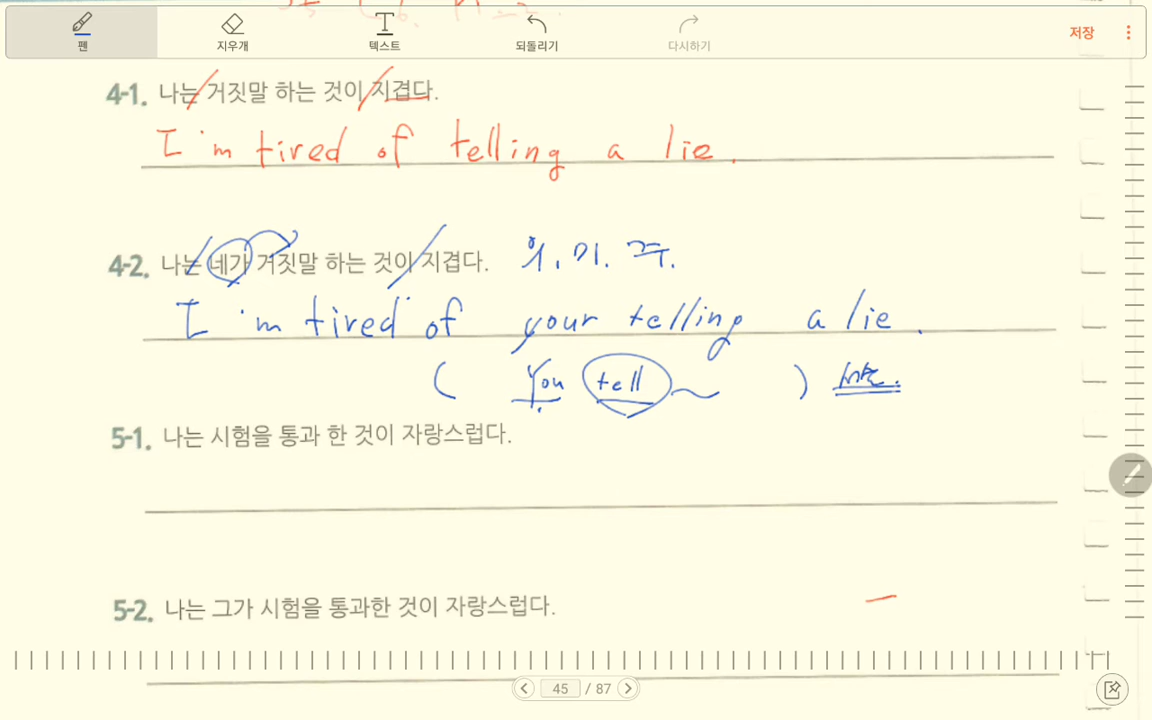 펜 지우개 텍스트 되돌리기 다시하기 저장
4-1. 나는 거짓말 하는 것이 지겹다.
I'm tired of telling a lie.
4-2. 나는 네가 거짓말 하는 것이 지겹다. 의. 미. 주.
I'm tired of your telling a lie.
( You tell ~ )
5-1. 나는 시험을 통과 한 것이 자랑스럽다.
5-2. 나는 그가 시험을 통과한 것이 자랑스럽다.
45 / 87